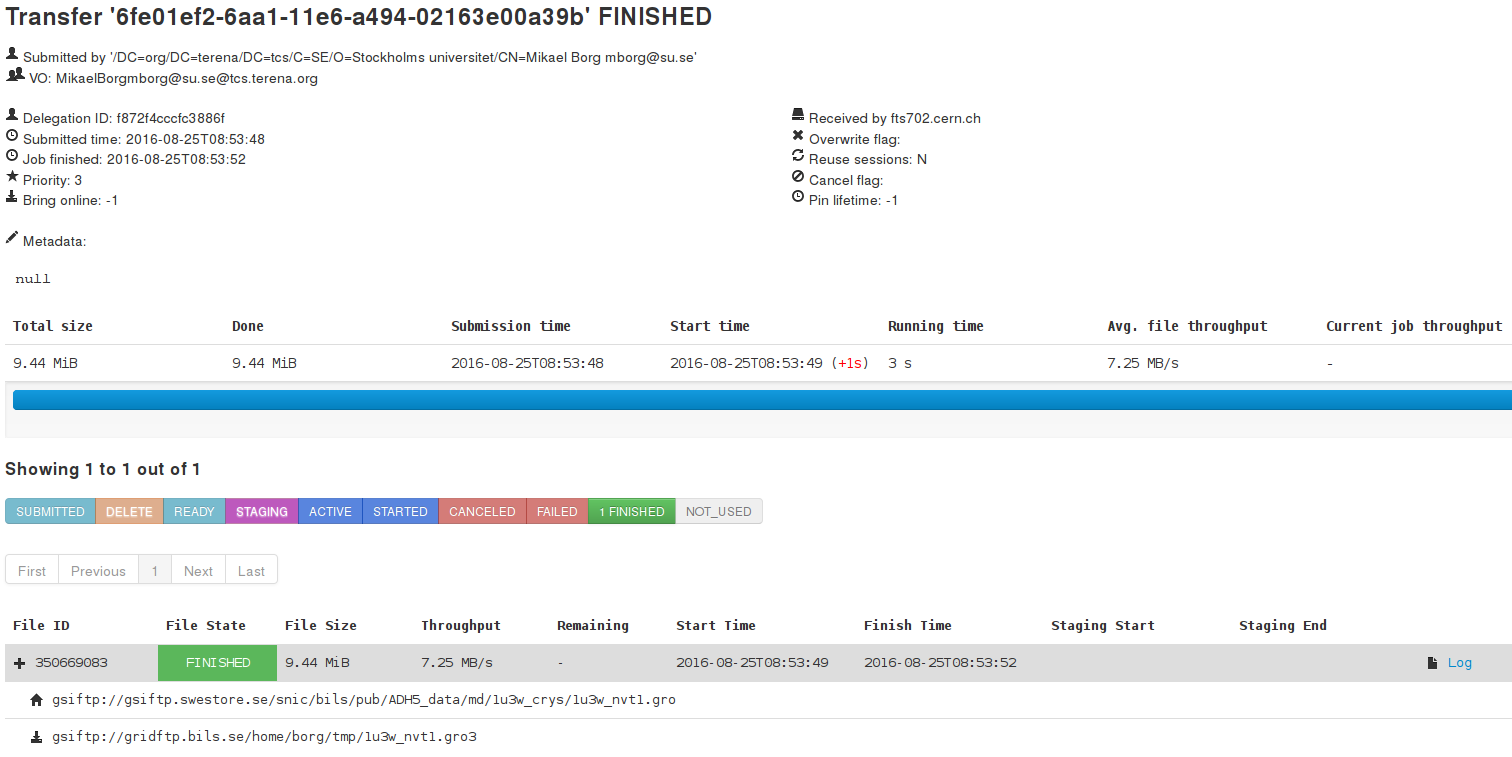 Transfer '6fe01ef2-6aa1-11e6-a494-02163e00a39b' FINISHED
Submitted by '/DC=org/DC=terena/DC=tcs/C=SE/O=Stockholms universitet/CN=Mikael Borg mborg@su.se'
VO: MikaelBorgmborg@su.se@tcs.terena.org
Delegation ID: f872f4cccfc3886f
Submitted time: 2016-08-25T08:53:48
Job finished: 2016-08-25T08:53:52
Priority: 3
Bring online: -1
Received by fts702.cern.ch
Overwrite flag:
Reuse sessions: N
Cancel flag:
Pin lifetime: -1
Metadata:
null
Total size Done Submission time Start time Running time Avg. file throughput Current job throughput
9.44 MiB 9.44 MiB 2016-08-25T08:53:48 2016-08-25T08:53:49 (+1s) 3 s 7.25 MB/s -
Showing 1 to 1 out of 1
SUBMITTED DELETE READY STAGING ACTIVE STARTED CANCELED FAILED 1 FINISHED NOT_USED
First Previous 1 Next Last
File ID File State File Size Throughput Remaining Start Time Finish Time Staging Start Staging End
350669083 FINISHED 9.44 MiB 7.25 MB/s - 2016-08-25T08:53:49 2016-08-25T08:53:52 Log
gsiftp://gsiftp.swestore.se/snic/bils/pub/ADH5_data/md/1u3w_crys/1u3w_nvt1.gro
gsiftp://gridftp.bils.se/home/borg/tmp/1u3w_nvt1.gro3